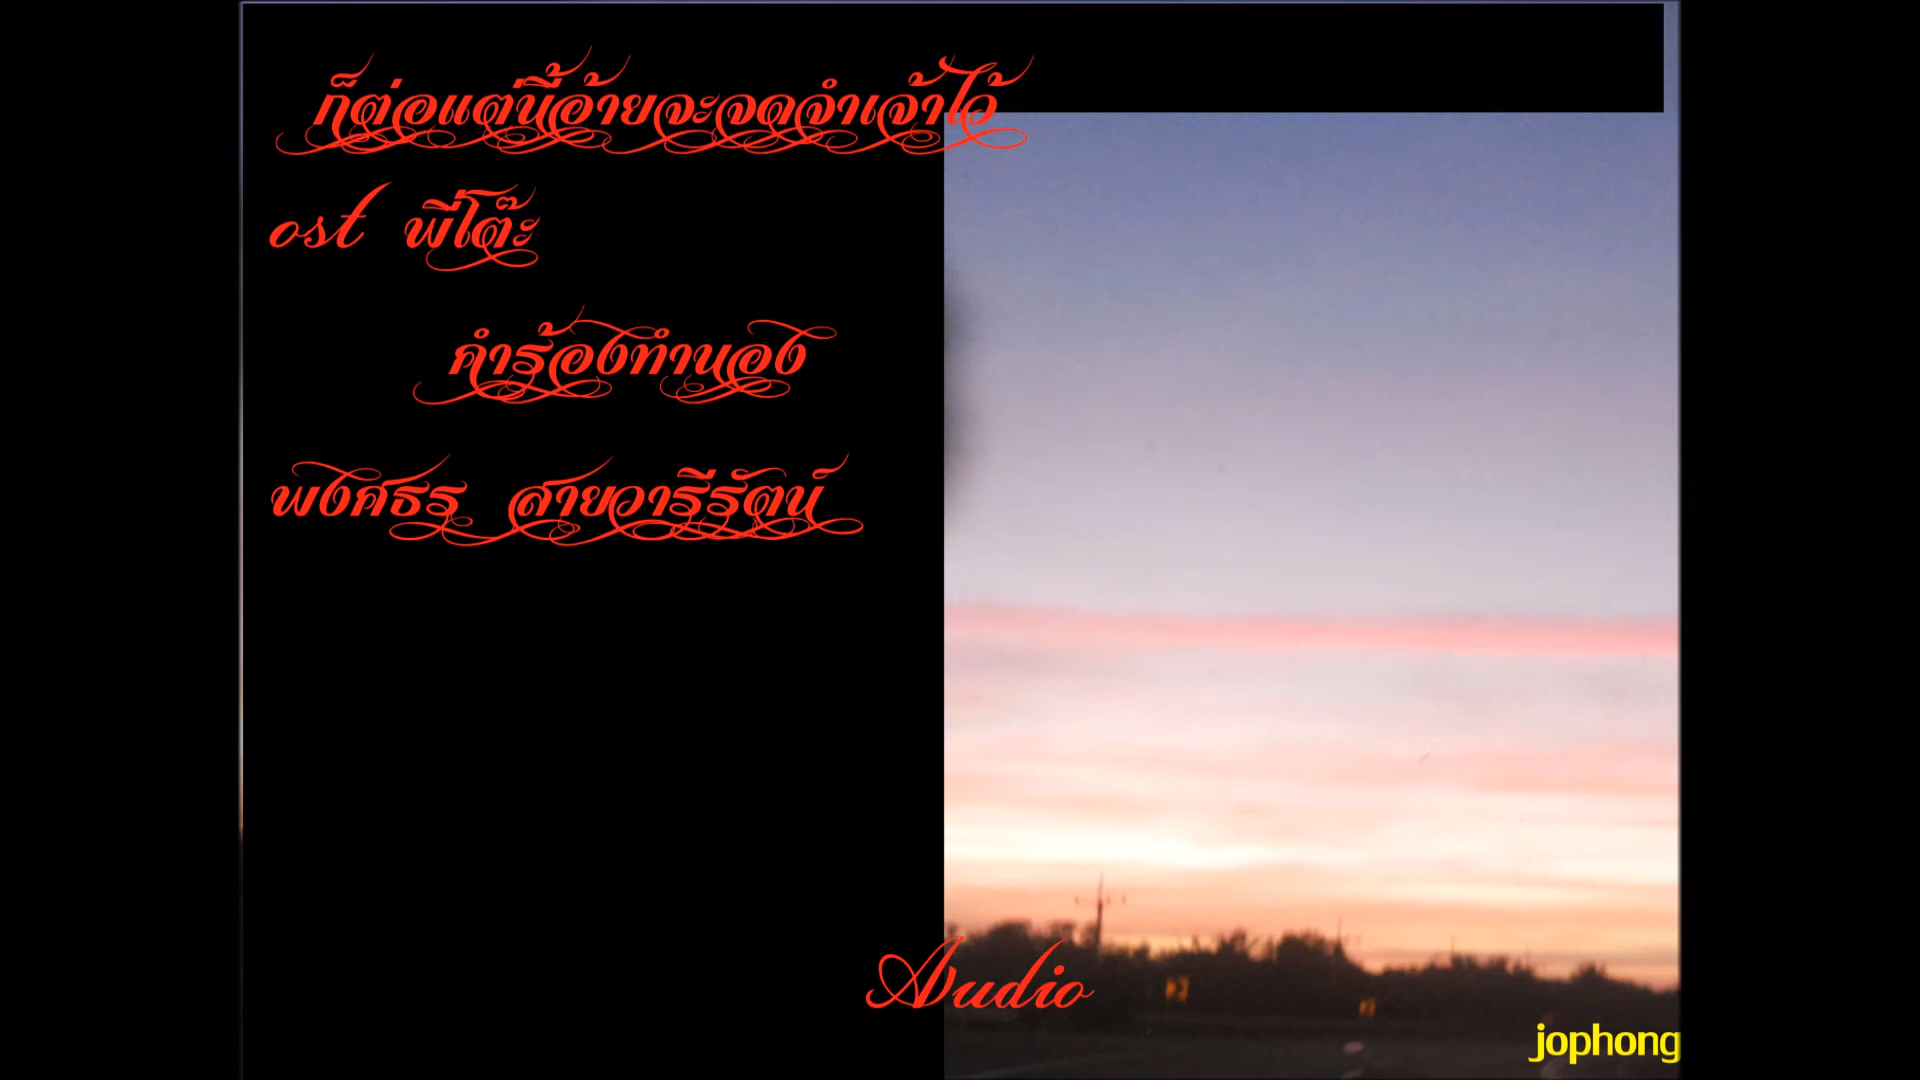 ก็ต่อแต่นี้อ้ายจะจดจำเจ้าไว้
ost พี่โต๊ะ
คำร้องทำนอง
พงศธร สายวารีรัตน์
Audio
jophong